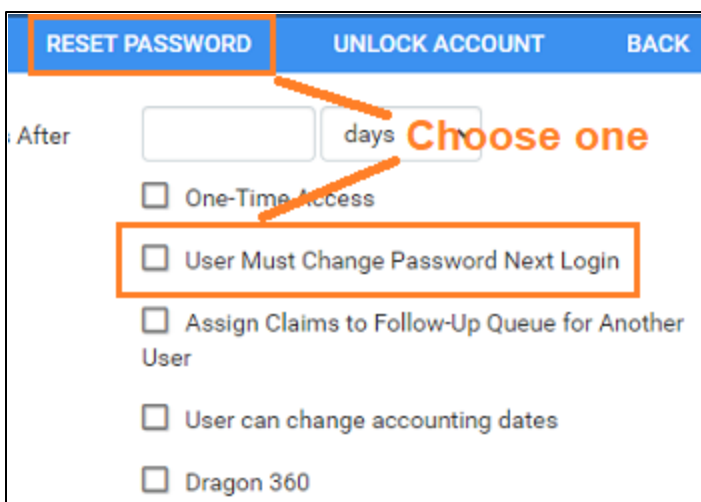 RESET PASSWORD UNLOCK ACCOUNT BACK
After days Choose one
One-Time Access
User Must Change Password Next Login
Assign Claims to Follow-Up Queue for Another
User
User can change accounting dates
Dragon 360